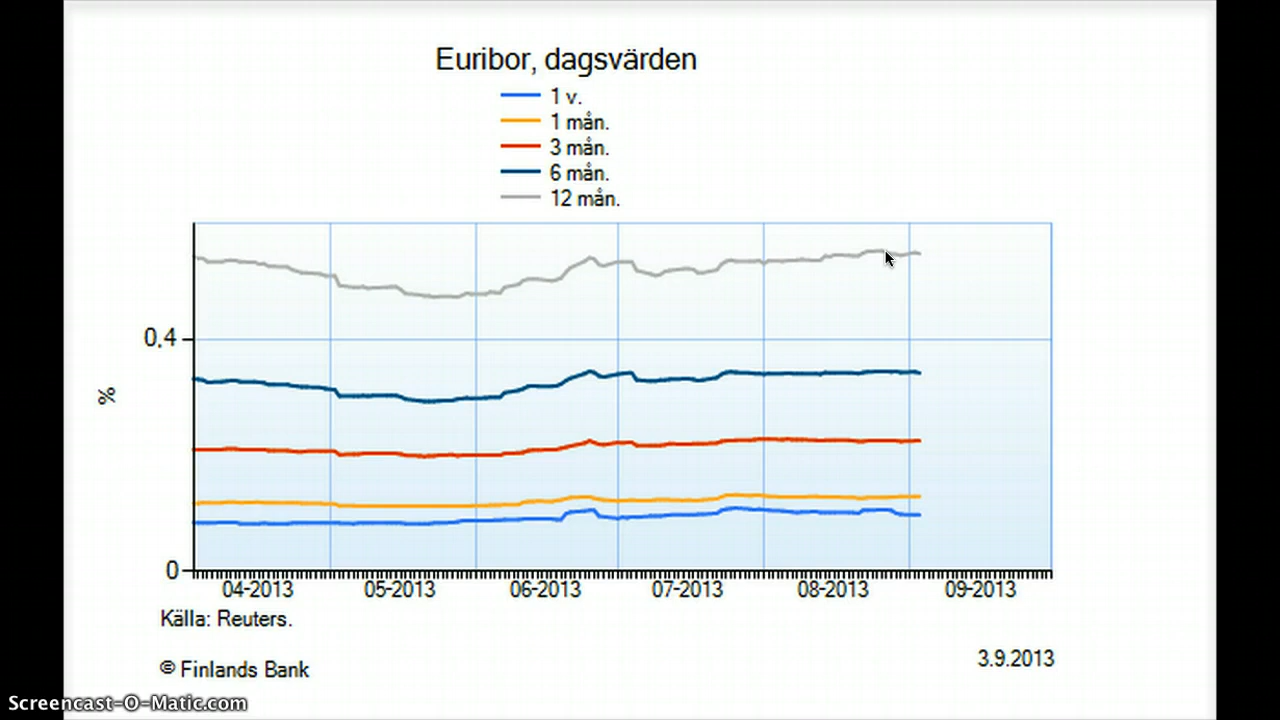 Euribor, dagsvärden
1 v.
1 mån.
3 mån.
6 mån.
12 mån.
0,4
%
0
04-2013 05-2013 06-2013 07-2013 08-2013 09-2013
Källa: Reuters.
3.9.2013
© Finlands Bank
Screencast-O-Matic.com